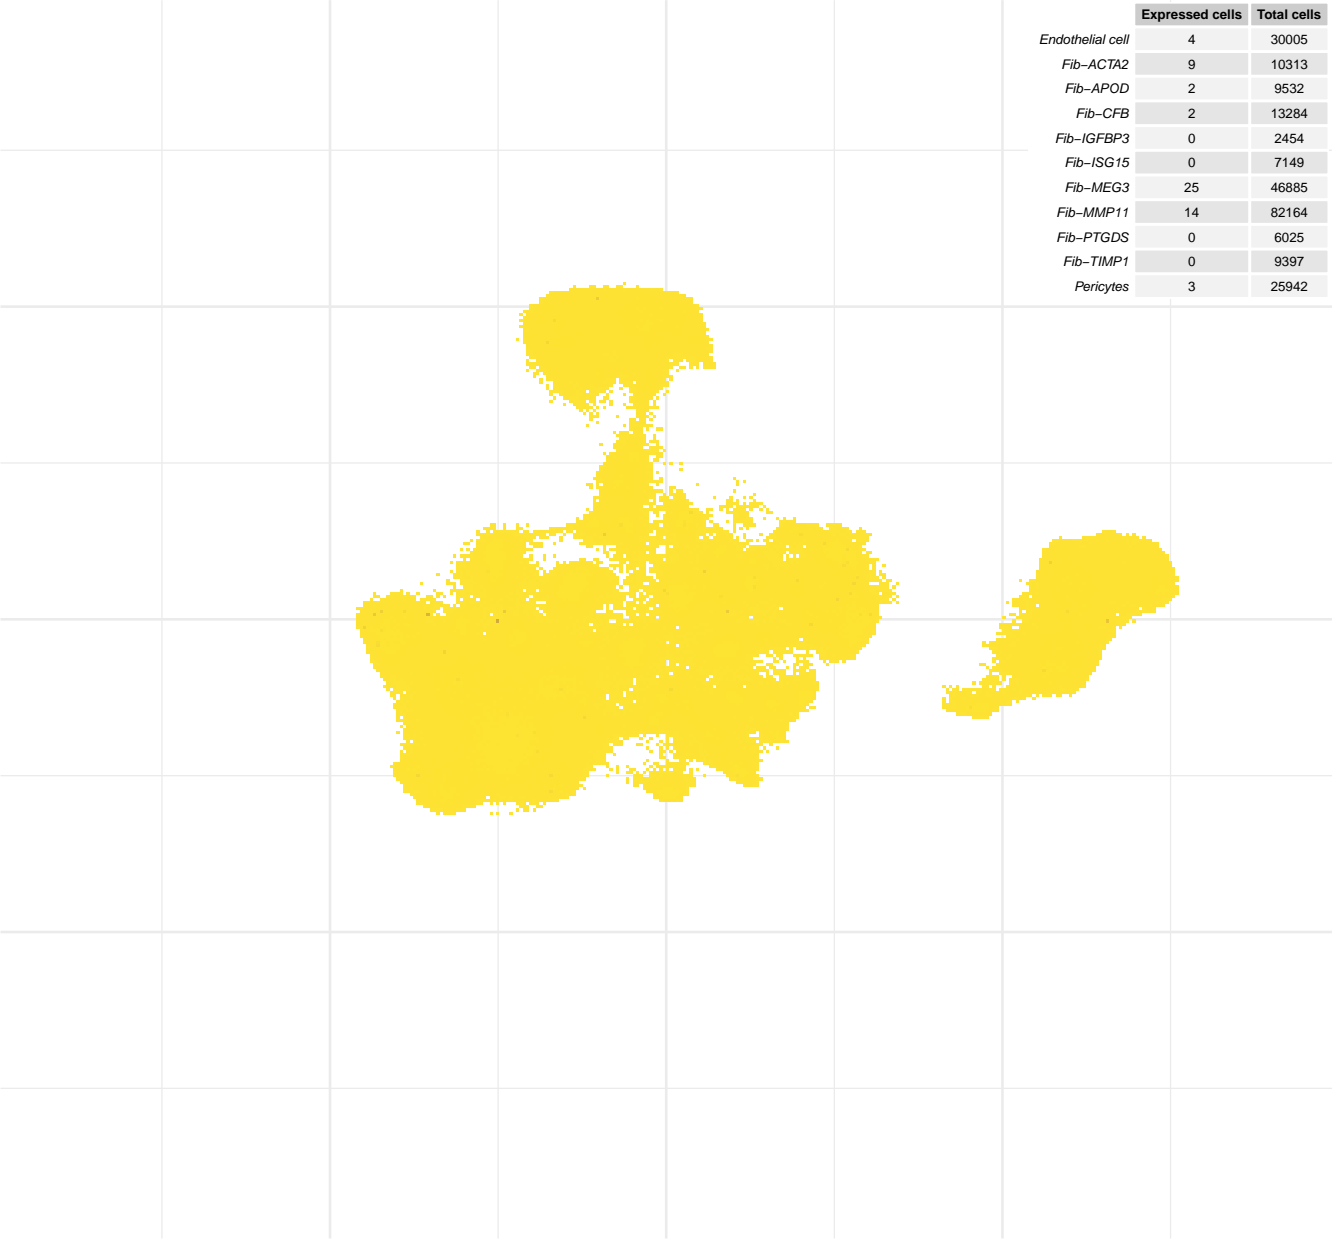 Expressed cells Total cells
Endothelial cell 4 30005
Fib−ACTA2 9 10313
Fib−APOD 2 9532
Fib−CFB 2 13284
Fib−IGFBP3 0 2454
Fib−ISG15 0 7149
Fib−MEG3 25 46885
Fib−MMP11 14 82164
Fib−PTGDS 0 6025
Fib−TIMP1 0 9397
Pericytes 3 25942